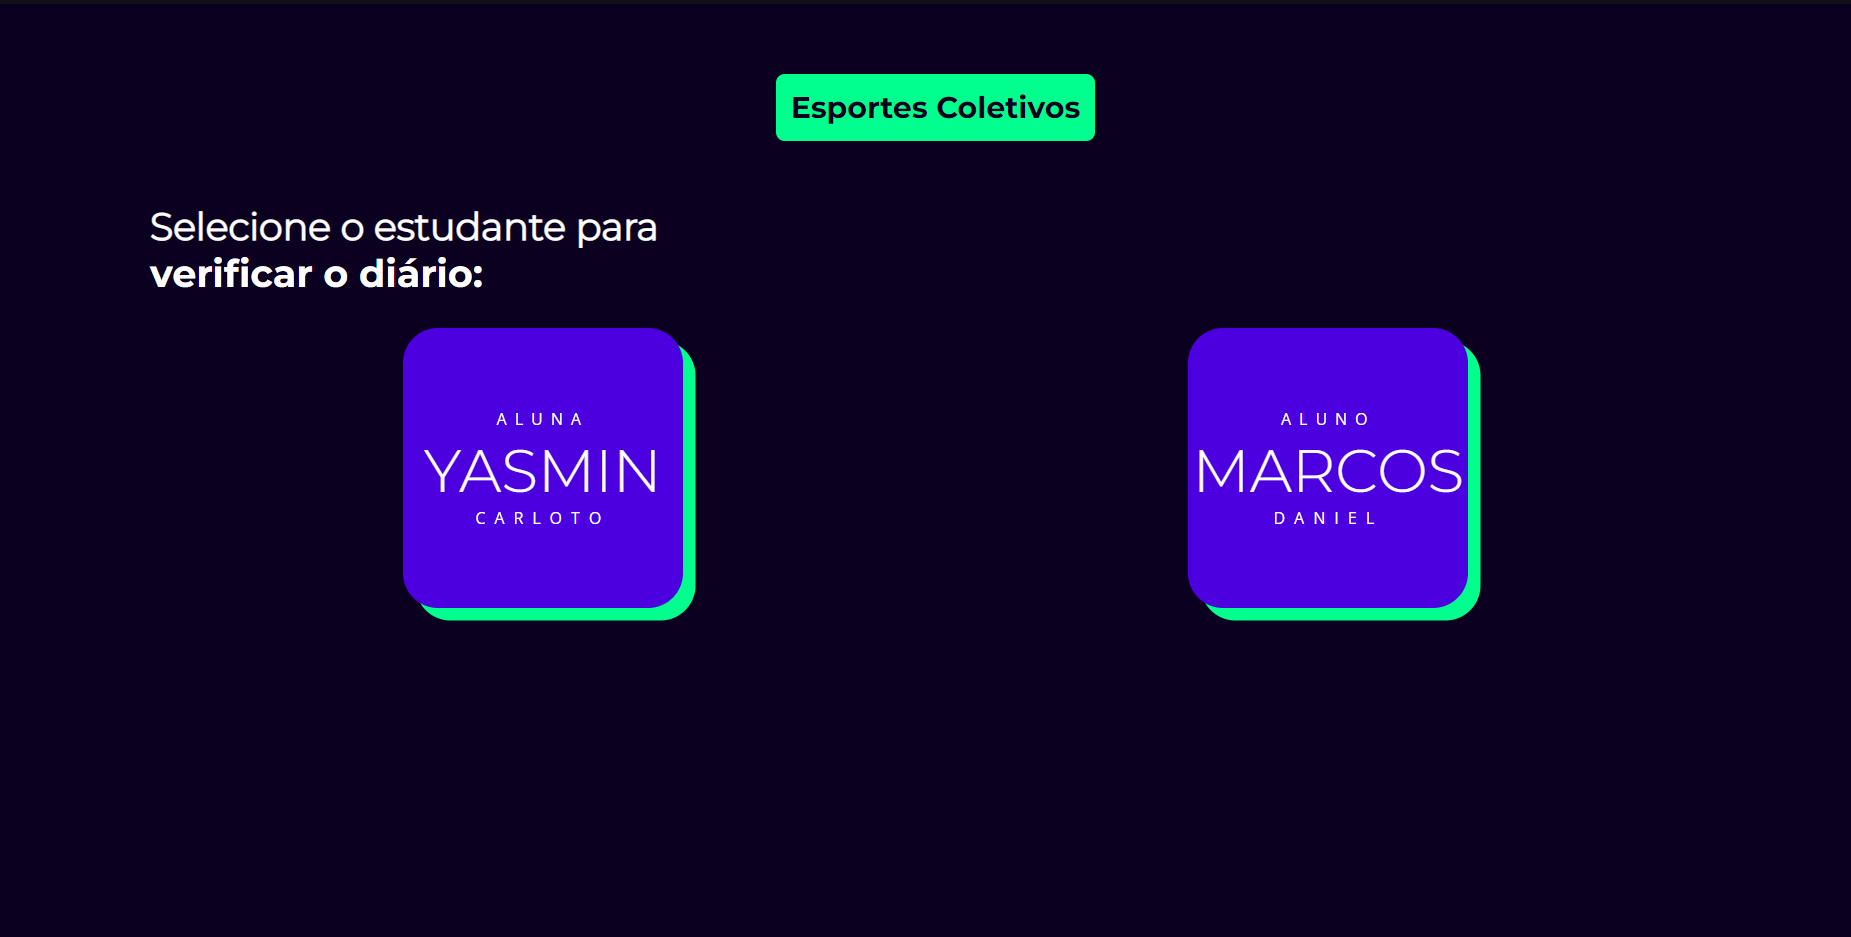 Esportes Coletivos
Selecione o estudante para
verificar o diário:
ALUNA
YASMIN
CARLOTO
ALUNO
MARCOS
DANIEL